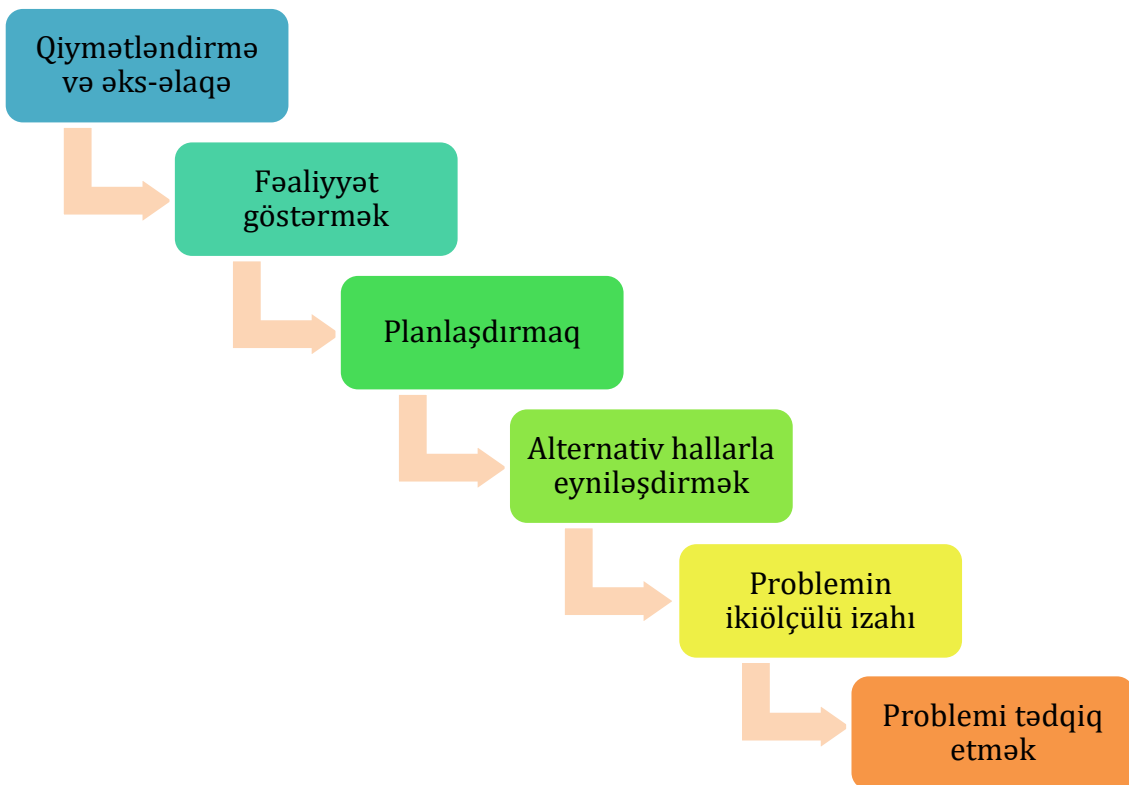 Qiymətləndirmə
və əks-əlaqə
Fəaliyyət
göstərmək
Planlaşdırmaq
Alternativ hallarla
eyniləşdirmək
Problemin
ikiölçülü izahı
Problemi tədqiq
etmək